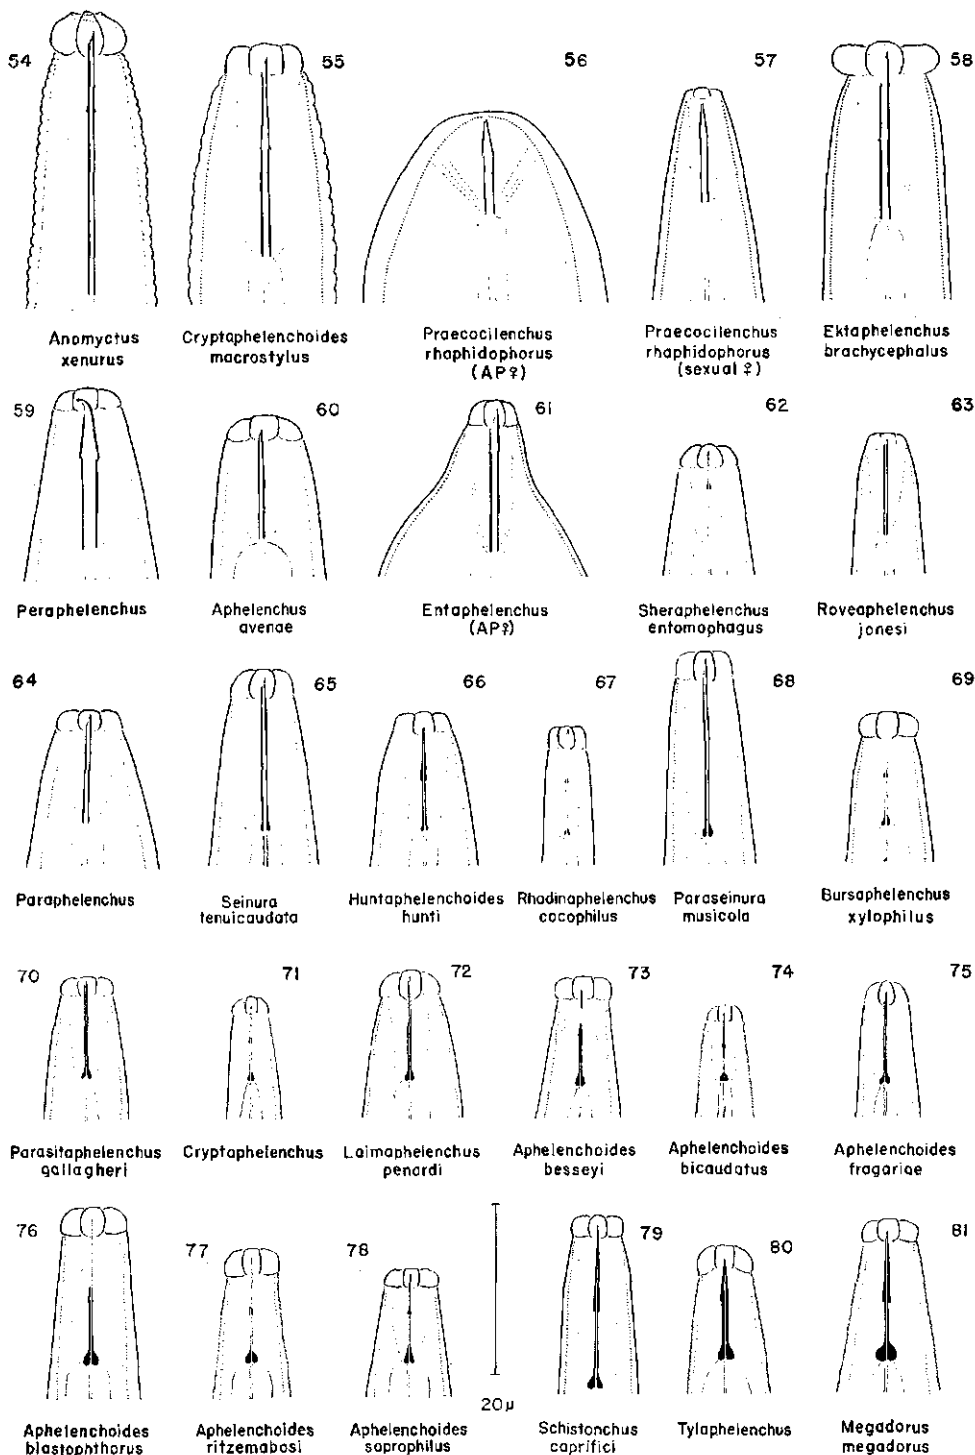 54
55
56
57
58
Anomyctus
xenurus
Cryptaphelenchoides
macrostylus
Praecocilenchus
rhaphidophorus
(AP♀)
Praecocilenchus
rhaphidophorus
(sexual ♀)
Ektaphelenchus
brachycephalus
59
60
61
62
63
Peraphelenchus
Aphelenchus
avenae
Entaphelenchus
(AP♀)
Sheraphelenchus
entomophagus
Roveaphelenchus
jonesi
64
65
66
67
68
69
Paraphelenchus
Seinura
tenuicaudata
Huntaphelenchoides
hunti
Rhadinaphelenchus
cocophilus
Paraseinura
musicola
Bursaphelenchus
xylophilus
70
71
72
73
74
75
Parasitaphelenchus
gallagheri
Cryptaphelenchus
Laimaphelenchus
penardi
Aphelenchoides
besseyi
Aphelenchoides
bicaudatus
Aphelenchoides
fragariae
76
77
78
79
80
81
20μ
Aphelenchoides
blastophthorus
Aphelenchoides
ritzemabosi
Aphelenchoides
saprophilus
Schistonchus
caprifici
Tylaphelenchus
Megadorus
megadorus